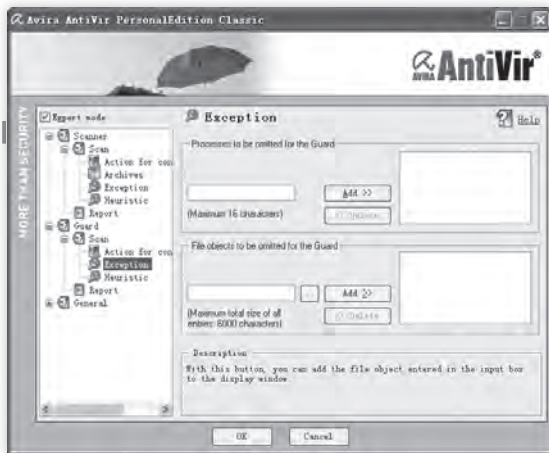 Avira AntiVir PersonalEdition Classic
AVIRA AntiVir®
MORE THAN SECURITY
Expert mode
Scanner
Scan
Action for con
Archives
Exception
Heuristic
Report
Guard
Scan
Action for con
Exception
Heuristic
Report
General
Exception
Help
Processes to be omitted for the Guard
Add >>
(Maximum 16 characters)
<< Delete
File objects to be omitted for the Guard
...
Add >>
(Maximum total size of all
entries: 6000 characters)
<< Delete
Description
With this button, you can add the file object entered in the input box
to the display window.
OK
Cancel